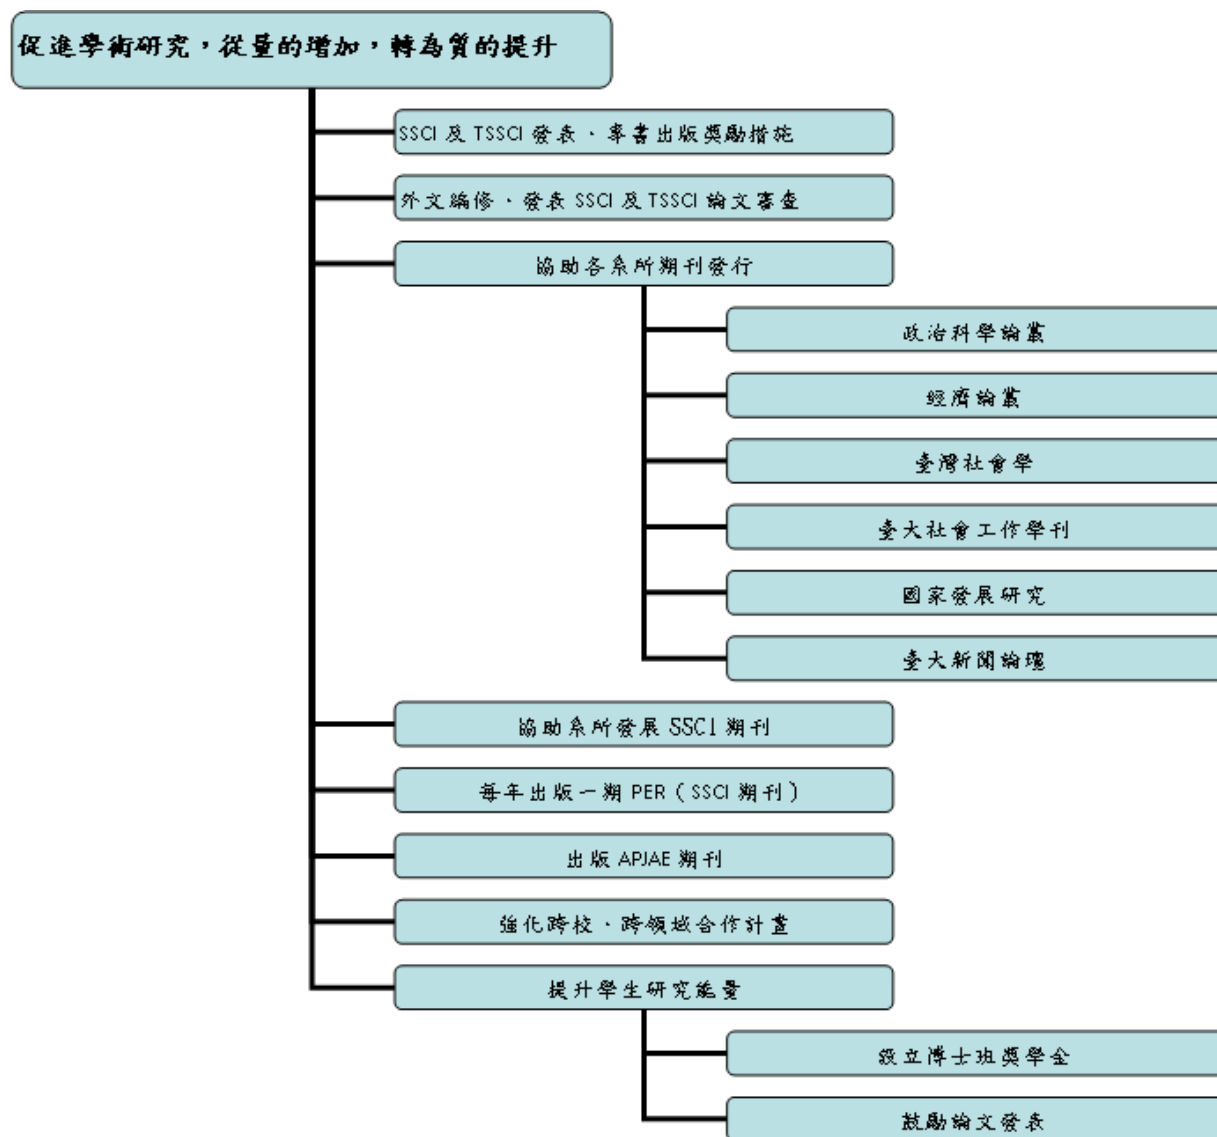 促進學術研究，從量的增加，轉為質的提升
SSCI 及 TSSCI 發表、專書出版獎勵措施
外文編修、發表 SSCI 及 TSSCI 論文審查
協助各系所期刊發行
政治科學論叢
經濟論叢
臺灣社會學
臺大社會工作學刊
國家發展研究
臺大新聞論壇
協助系所發展 SSCI 期刊
每年出版一期 PER（SSCI 期刊）
出版 APJAE 期刊
強化跨校、跨領域合作計畫
提升學生研究能量
設立博士班獎學金
鼓勵論文發表